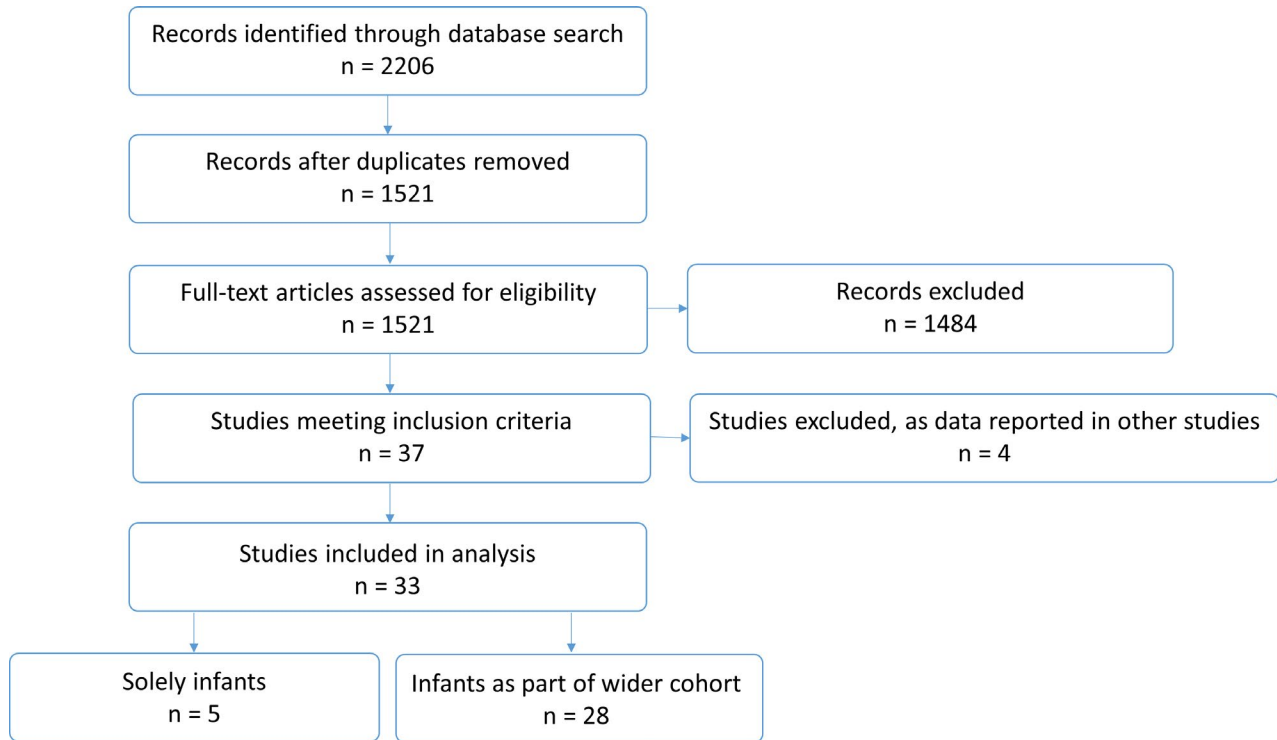 Records identified through database search
n = 2206
Records after duplicates removed
n = 1521
Full-text articles assessed for eligibility
n = 1521
Records excluded
n = 1484
Studies meeting inclusion criteria
n = 37
Studies excluded, as data reported in other studies
n = 4
Studies included in analysis
n = 33
Solely infants
n = 5
Infants as part of wider cohort
n = 28